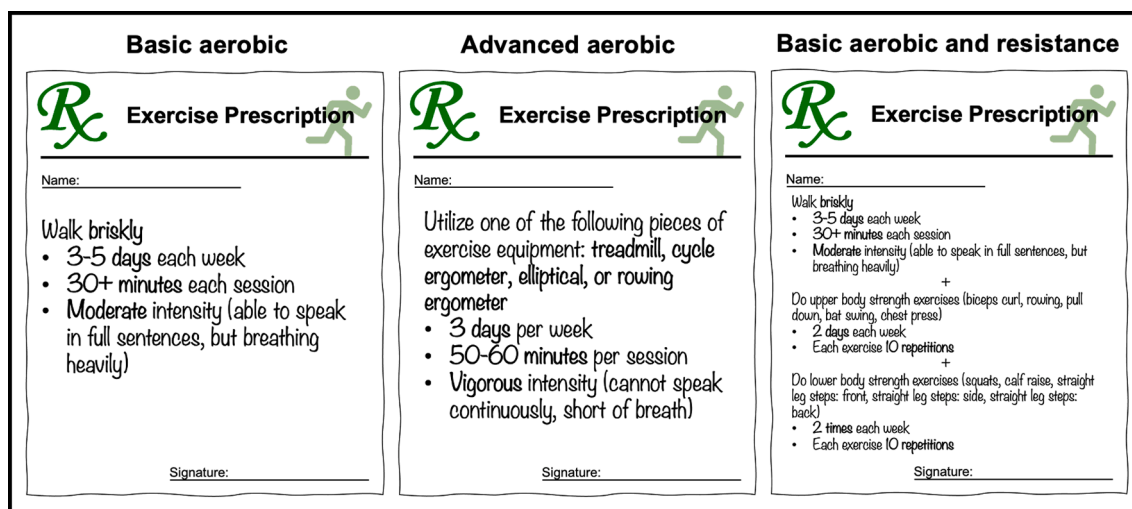 Basic aerobic
Rx Exercise Prescription
Name:
Walk briskly
• 3-5 days each week
• 30+ minutes each session
• Moderate intensity (able to speak
in full sentences, but breathing
heavily)
Signature:
Advanced aerobic
Rx Exercise Prescription
Name:
Utilize one of the following pieces of
exercise equipment: treadmill, cycle
ergometer, elliptical, or rowing
ergometer
• 3 days per week
• 50-60 minutes per session
• Vigorous intensity (cannot speak
continuously, short of breath)
Signature:
Basic aerobic and resistance
Rx Exercise Prescription
Name:
Walk briskly
• 3-5 days each week
• 30+ minutes each session
• Moderate intensity (able to speak in full sentences, but
breathing heavily)
+
Do upper body strength exercises (biceps curl, rowing, pull
down, bat swing, chest press)
• 2 days each week
• Each exercise 10 repetitions
+
Do lower body strength exercises (squats, calf raise, straight
leg steps: front, straight leg steps: side, straight leg steps:
back)
• 2 times each week
• Each exercise 10 repetitions
Signature: